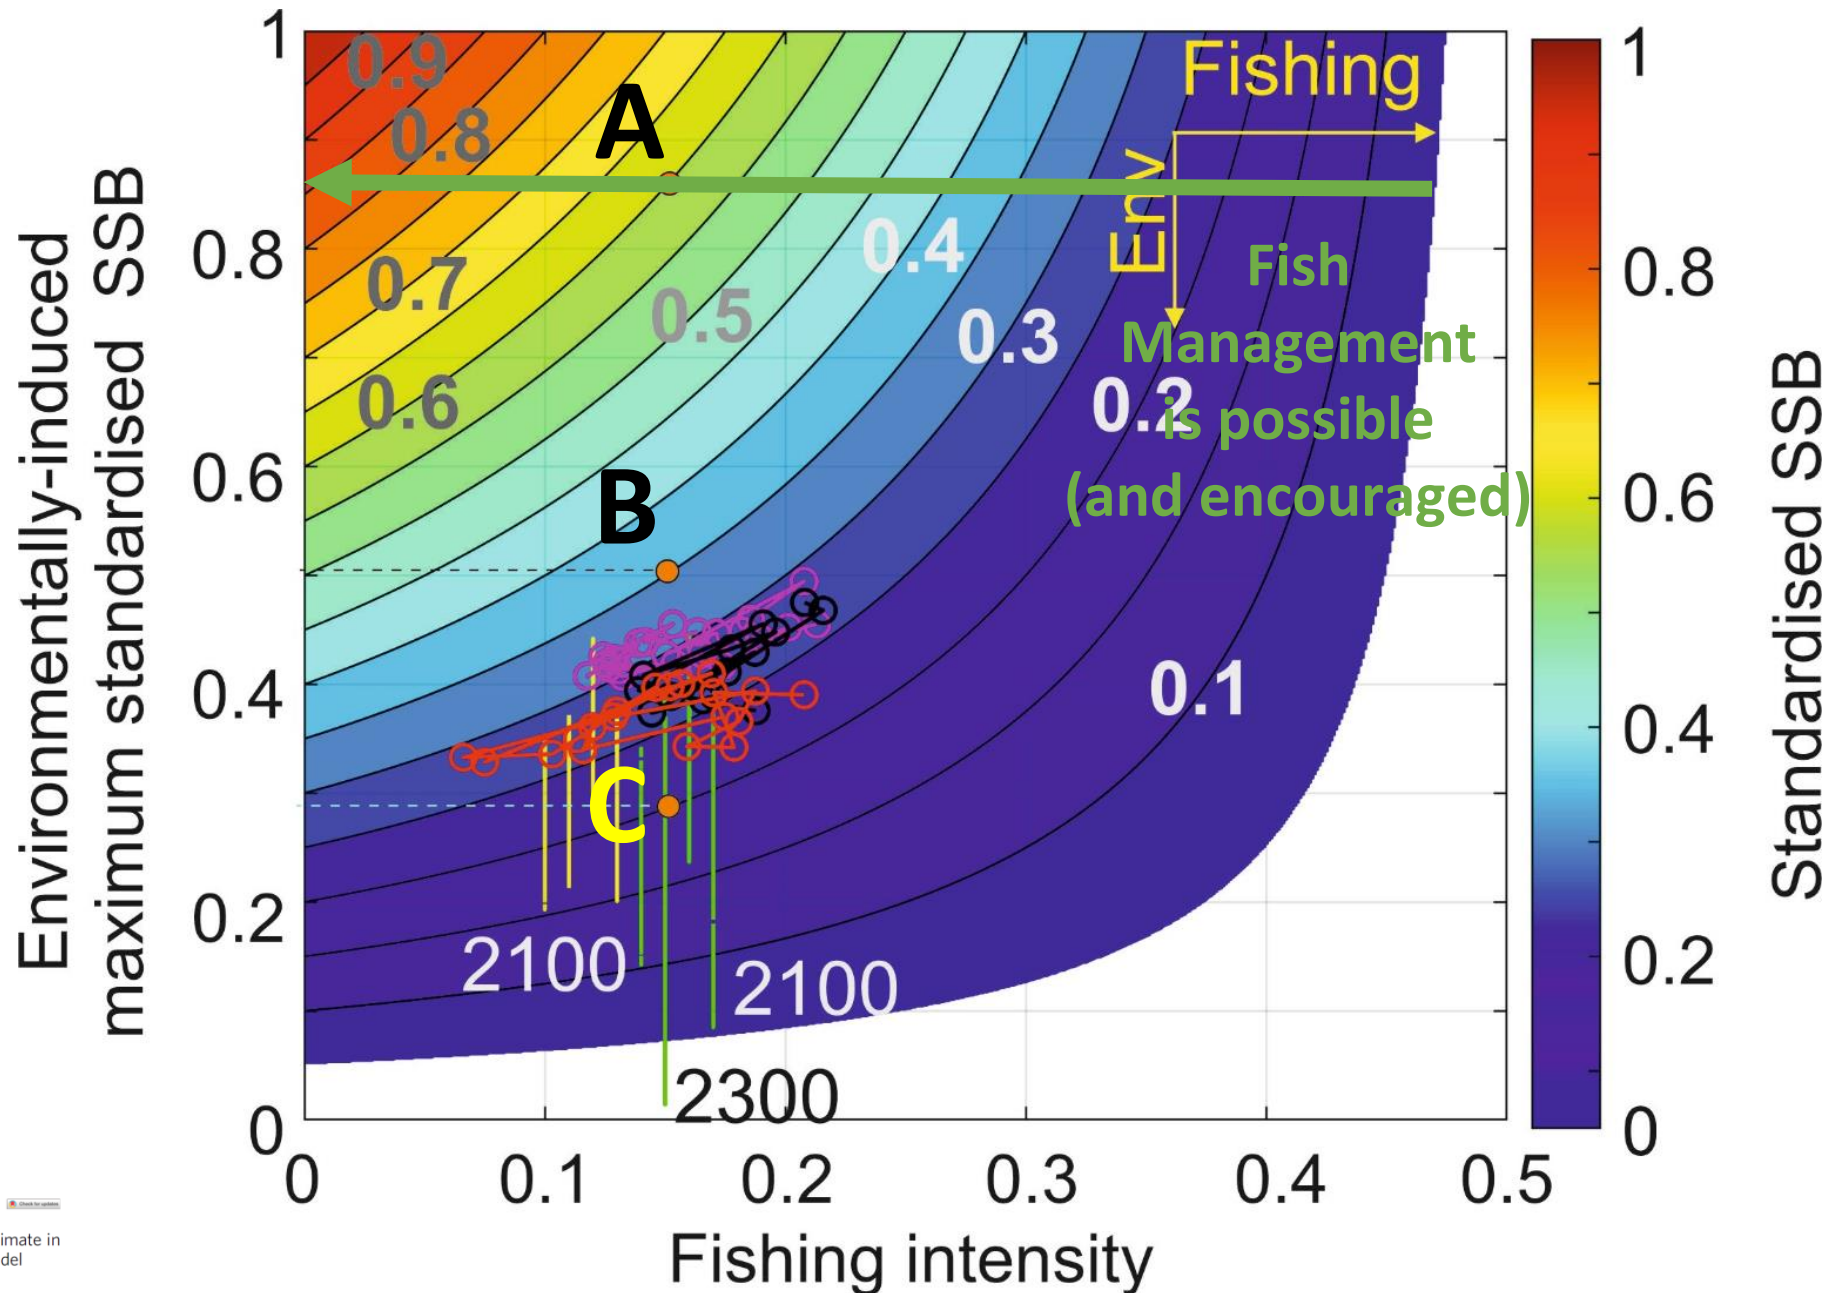 1
0.8
0.6
0.4
0.2
0
Environmentally-induced
maximum standardised SSB
0.9
0.8
0.7
0.6
0.5
0.4
0.3
0.2
0.1
A
B
C
Fishing
Env
Fish
Management
is possible
(and encouraged)
2100
2100
2300
0
0.1
0.2
0.3
0.4
0.5
Fishing intensity
1
0.8
0.6
0.4
0.2
0
Standardised SSB
Check for updates
imate in
del